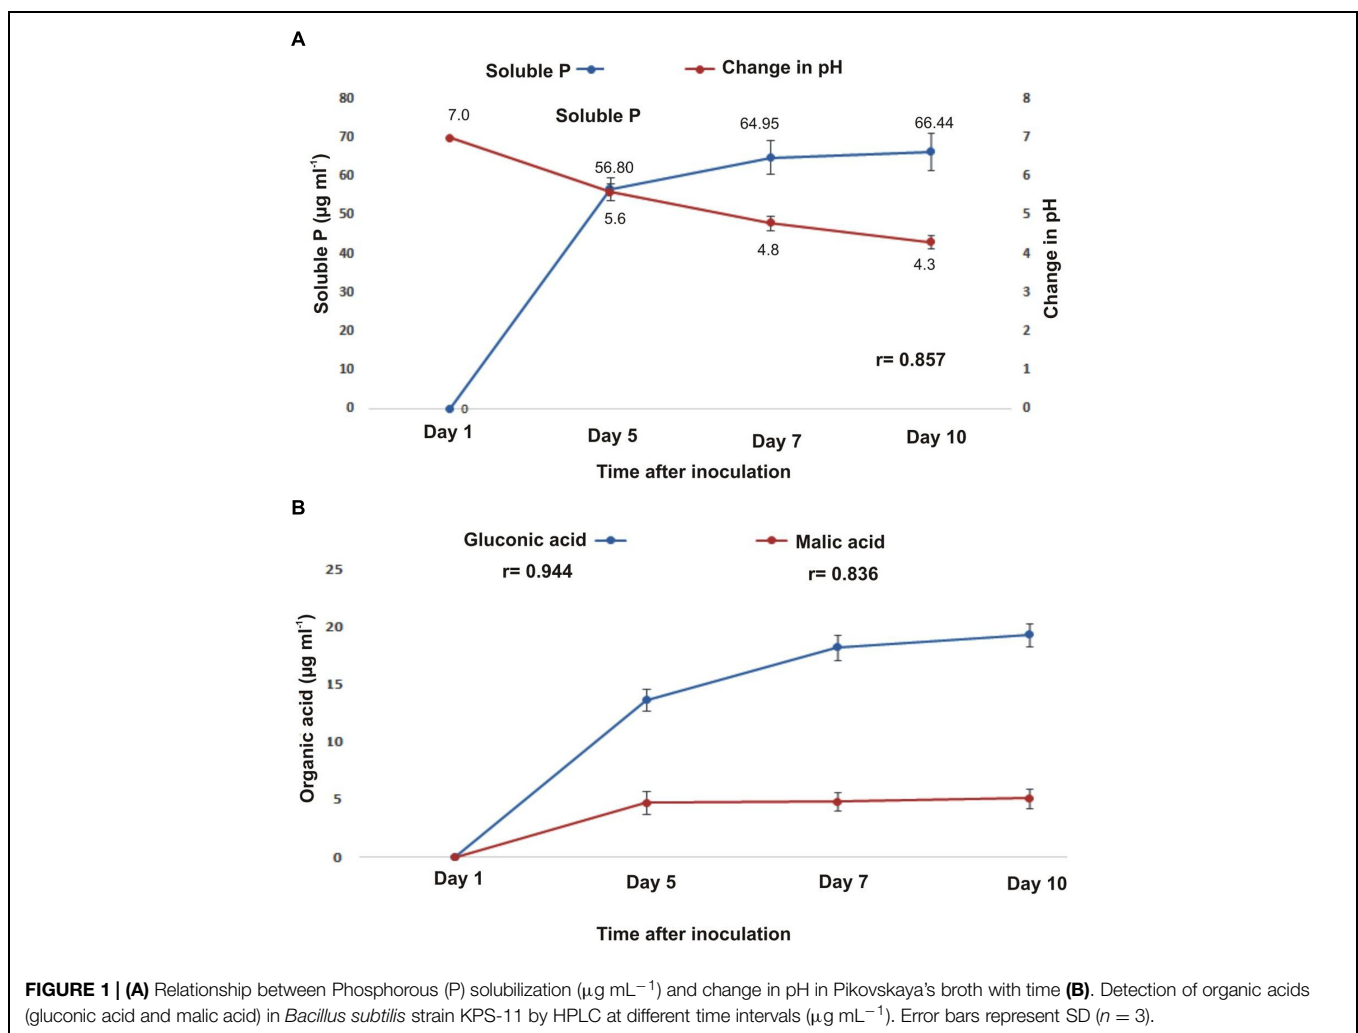 A
Soluble P
Change in pH
80
70
60
50
40
30
20
10
0
Soluble P (µg ml⁻¹)
8
7
6
5
4
3
2
1
0
Change in pH
7.0
Soluble P
56.80
64.95
66.44
5.6
4.8
4.3
0
r= 0.857
Day 1
Day 5
Day 7
Day 10
Time after inoculation
B
Gluconic acid
Malic acid
r= 0.944
r= 0.836
25
20
15
10
5
0
Organic acid (µg ml⁻¹)
Day 1
Day 5
Day 7
Day 10
Time after inoculation
FIGURE 1 | (A) Relationship between Phosphorous (P) solubilization (µg mL⁻¹) and change in pH in Pikovskaya's broth with time (B). Detection of organic acids
(gluconic acid and malic acid) in Bacillus subtilis strain KPS-11 by HPLC at different time intervals (µg mL⁻¹). Error bars represent SD (n = 3).